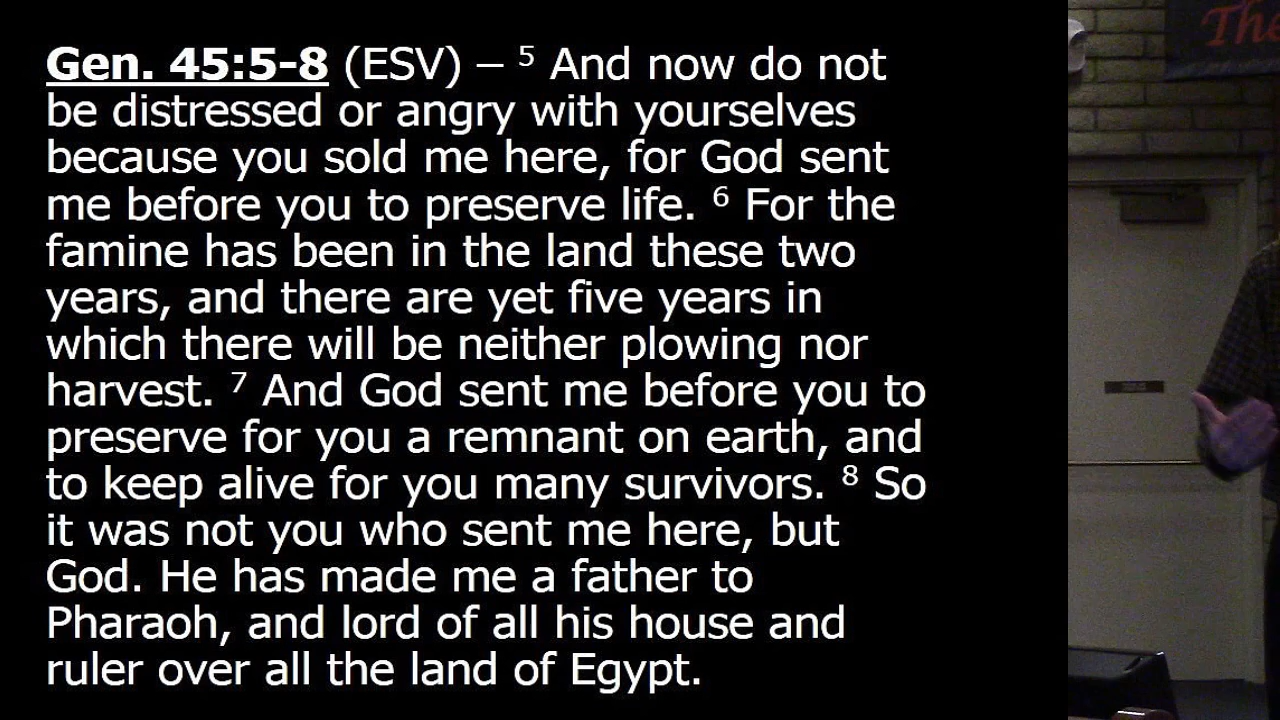 Gen. 45:5-8 (ESV) – ⁵ And now do not
be distressed or angry with yourselves
because you sold me here, for God sent
me before you to preserve life. ⁶ For the
famine has been in the land these two
years, and there are yet five years in
which there will be neither plowing nor
harvest. ⁷ And God sent me before you to
preserve for you a remnant on earth, and
to keep alive for you many survivors. ⁸ So
it was not you who sent me here, but
God. He has made me a father to
Pharaoh, and lord of all his house and
ruler over all the land of Egypt.
The